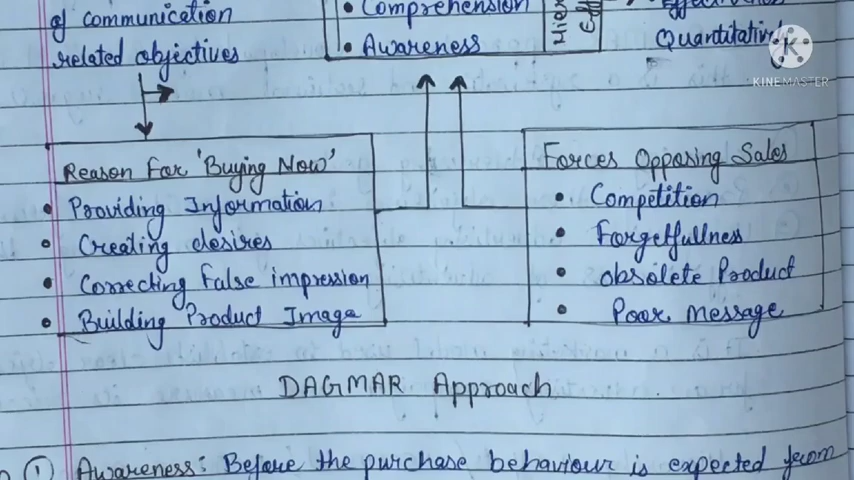 of communication
related objectives
• Comprehension
• Awareness
Quantitative
KINEMASTER
Reason For 'Buying Now'
• Providing Information
• Creating desires
• Correcting False impression
• Building Product Image
Forces Opposing Sales
• Competition
• Forgetfullness
• obsolete Product
• Poor Message
DAGMAR Approach
① Awareness: Before the purchase behaviour is expected from